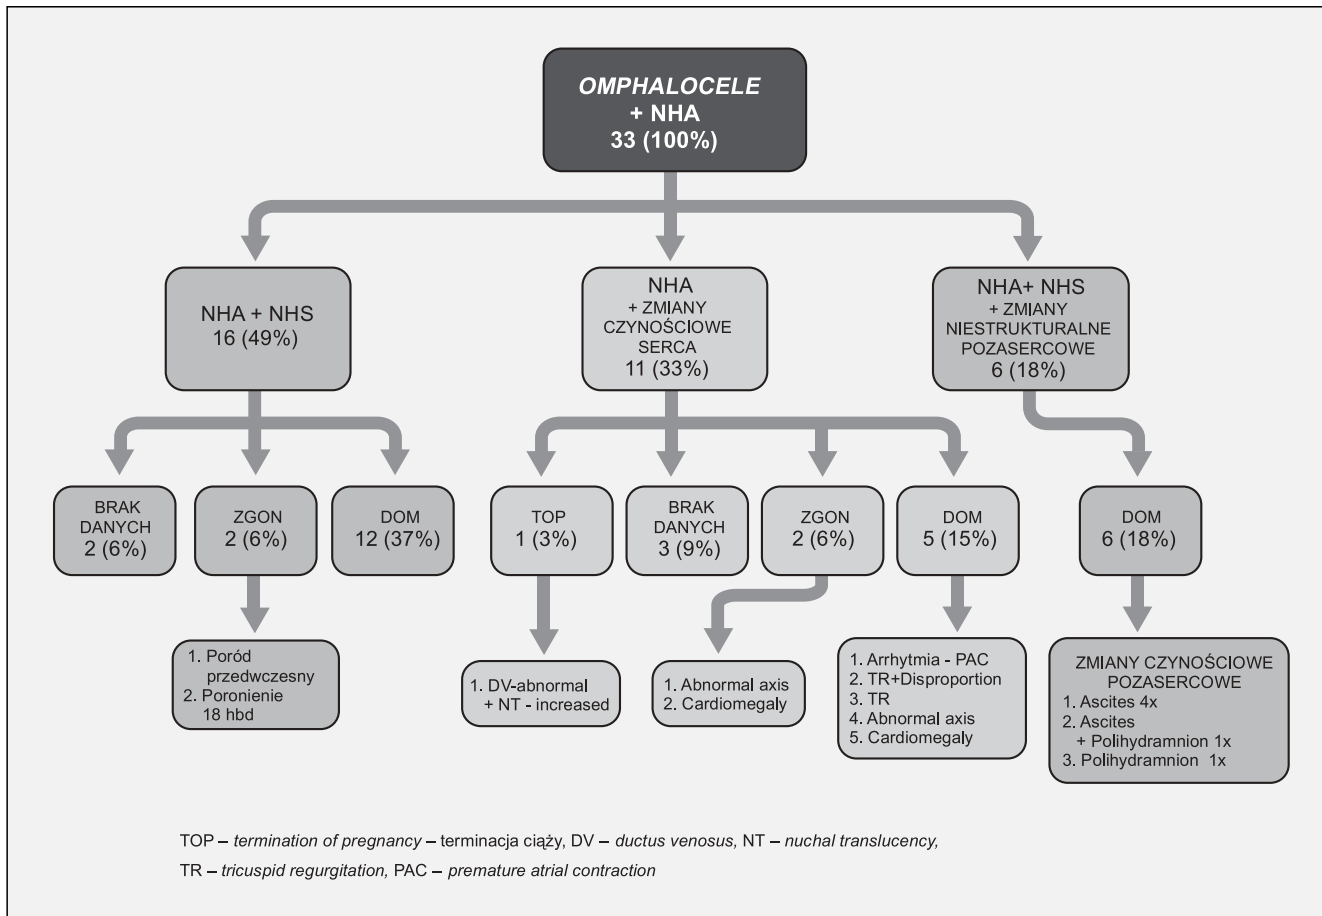 OMPHALOCELE
+ NHA
33 (100%)
NHA + NHS
16 (49%)
NHA
+ ZMIANY
CZYNOŚCIOWE
SERCA
11 (33%)
NHA+ NHS
+ ZMIANY
NIESTRUKTURALNE
POZASERCOWE
6 (18%)
BRAK
DANYCH
2 (6%)
ZGON
2 (6%)
DOM
12 (37%)
TOP
1 (3%)
BRAK
DANYCH
3 (9%)
ZGON
2 (6%)
DOM
5 (15%)
DOM
6 (18%)
1. Poród
przedwczesny
2. Poronienie
18 hbd
1. DV-abnormal
+ NT - increased
1. Abnormal axis
2. Cardiomegaly
1. Arrhytmia - PAC
2. TR+Disproportion
3. TR
4. Abnormal axis
5. Cardiomegaly
ZMIANY CZYNOŚCIOWE
POZASERCOWE
1. Ascites 4x
2. Ascites
+ Polihydramnion 1x
3. Polihydramnion 1x
TOP – termination of pregnancy – terminacja ciąży, DV – ductus venosus, NT – nuchal translucency,
TR – tricuspid regurgitation, PAC – premature atrial contraction